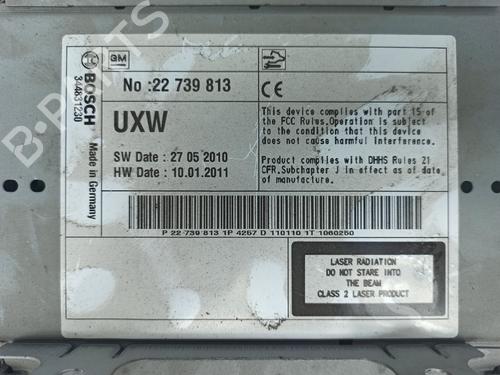 BOSCH
344831230
Made in Germany
GM
No :22 739 813
UXW
SW Date : 27 05 2010
HW Date : 10.01.2011
CE
This device complies with part 15 of
the FCC Rules.Operation is subject
to the condition that this device
does not cause harmful interference.
Product complies with DHHS Rules 21
CFR,Subchapter J in effect as of date
of manufacture.
P 22 739 813 1P 4257 D 110110 1T 1060250
LASER RADIATION
DO NOT STARE INTO
THE BEAM
CLASS 2 LASER PRODUCT
B-PARTS